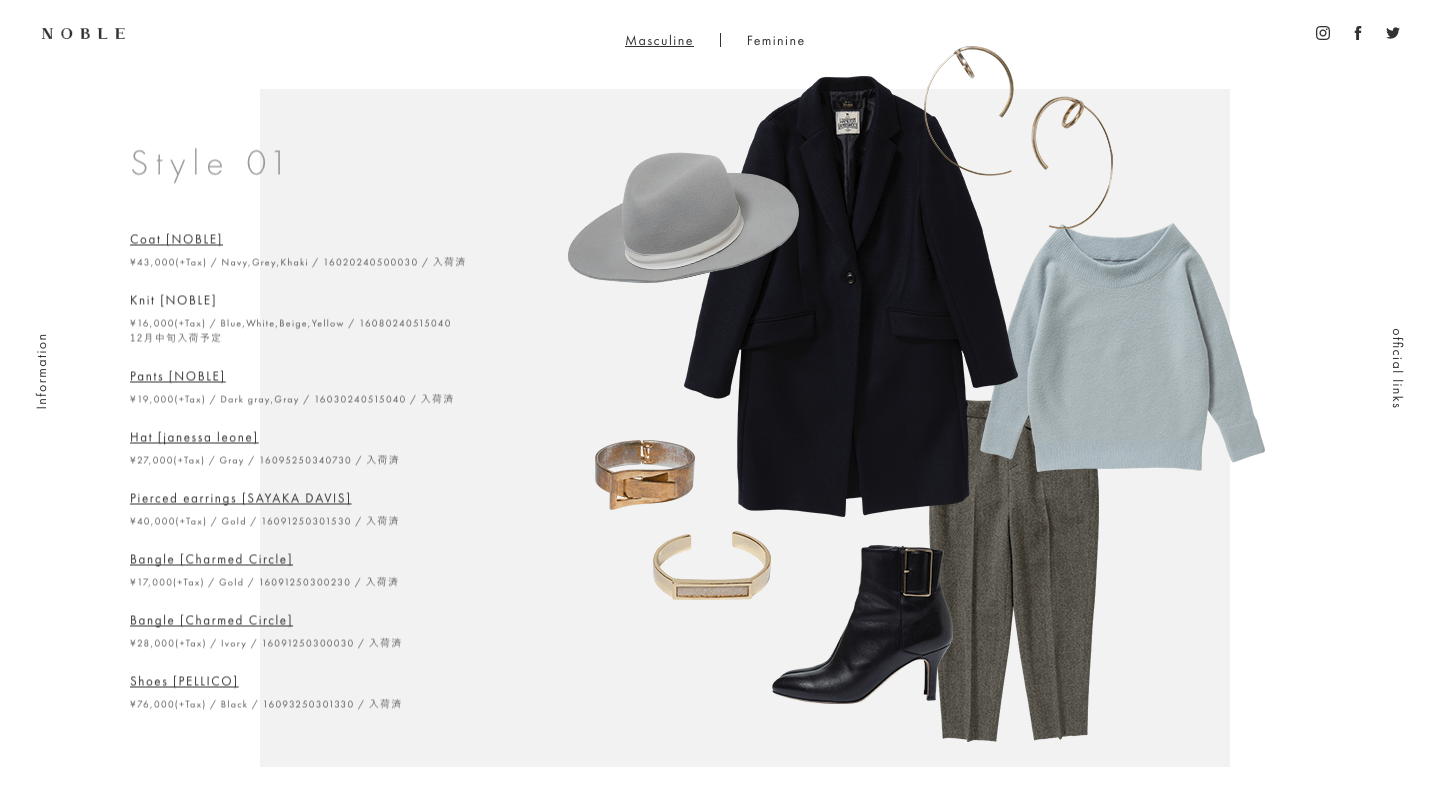 NOBLE
Masculine
Feminine
Style 01
Coat [NOBLE]
¥43,000(+Tax) / Navy,Grey,Khaki / 16020240500030 / 入荷済
Knit [NOBLE]
¥16,000(+Tax) / Blue,White,Beige,Yellow / 16080240515040
12月中旬入荷予定
Pants [NOBLE]
¥19,000(+Tax) / Dark gray,Gray / 16030240515040 / 入荷済
Hat [janessa leone]
¥27,000(+Tax) / Gray / 16095250340730 / 入荷済
Pierced earrings [SAYAKA DAVIS]
¥40,000(+Tax) / Gold / 16091250301530 / 入荷済
Bangle [Charmed Circle]
¥17,000(+Tax) / Gold / 16091250300230 / 入荷済
Bangle [Charmed Circle]
¥28,000(+Tax) / Ivory / 16091250300030 / 入荷済
Shoes [PELLICO]
¥76,000(+Tax) / Black / 16093250301330 / 入荷済
Information
official links